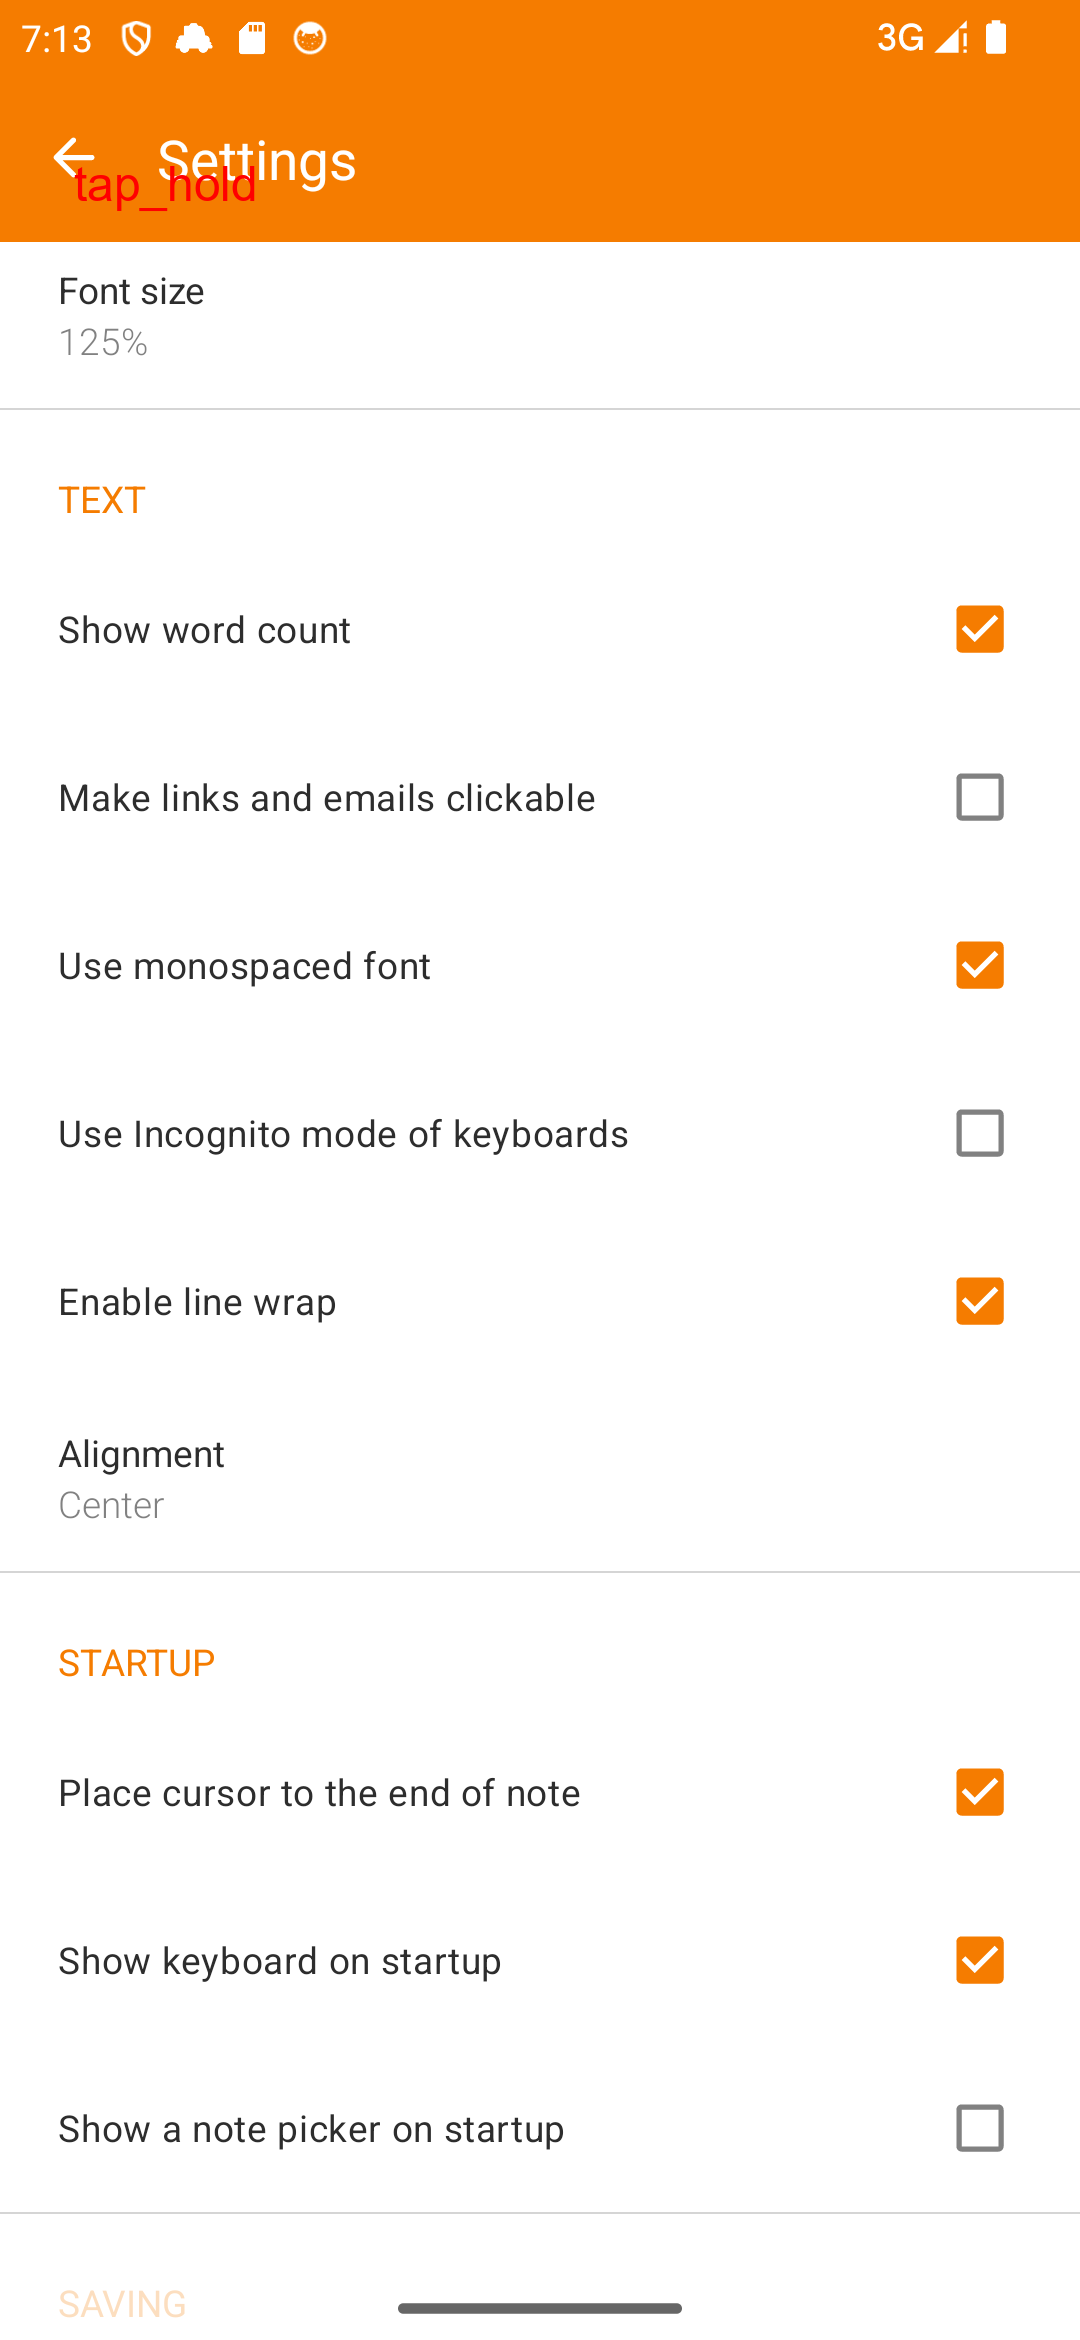 7:13 3G
Settings
tap_hold
Font size
125%
TEXT
Show word count
Make links and emails clickable
Use monospaced font
Use Incognito mode of keyboards
Enable line wrap
Alignment
Center
STARTUP
Place cursor to the end of note
Show keyboard on startup
Show a note picker on startup
SAVING